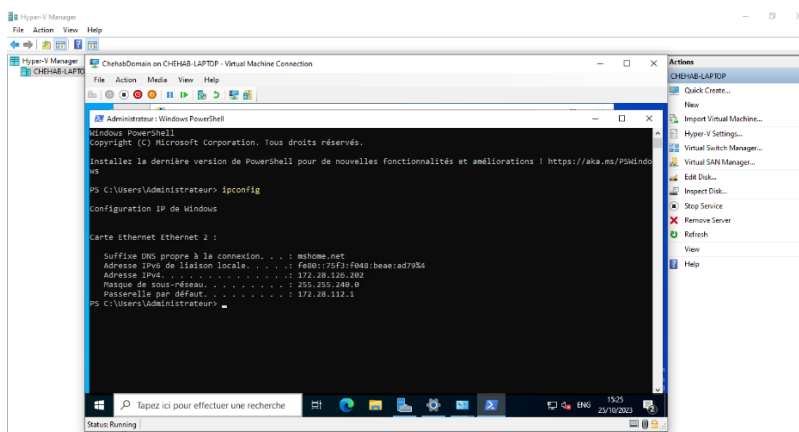 Hyper-V Manager
File Action View Help
Hyper-V Manager
CHEHAB-LAPTO
ChehabDomain on CHEHAB-LAPTOP - Virtual Machine Connection
File Action Media View Help
Administrateur : Windows PowerShell
Windows PowerShell
Copyright (C) Microsoft Corporation. Tous droits réservés.
Installez la dernière version de PowerShell pour de nouvelles fonctionnalités et améliorations ! https://aka.ms/PSWindo
ws
PS C:\Users\Administrateur> ipconfig
Configuration IP de Windows
Carte Ethernet Ethernet 2 :
Suffixe DNS propre à la connexion. . . : mshome.net
Adresse IPv6 de liaison locale. . . . .: fe80::75f3:f048:beae:ad79%4
Adresse IPv4. . . . . . . . . . . . . .: 172.28.126.202
Masque de sous-réseau. . . . . . . . . : 255.255.240.0
Passerelle par défaut. . . . . . . . . : 172.28.112.1
PS C:\Users\Administrateur>
Tapez ici pour effectuer une recherche
ENG
15:25
25/10/2023
2
Status: Running
Actions
CHEHAB-LAPTOP
Quick Create...
New
Import Virtual Machine...
Hyper-V Settings...
Virtual Switch Manager...
Virtual SAN Manager...
Edit Disk...
Inspect Disk...
Stop Service
Remove Server
Refresh
View
Help